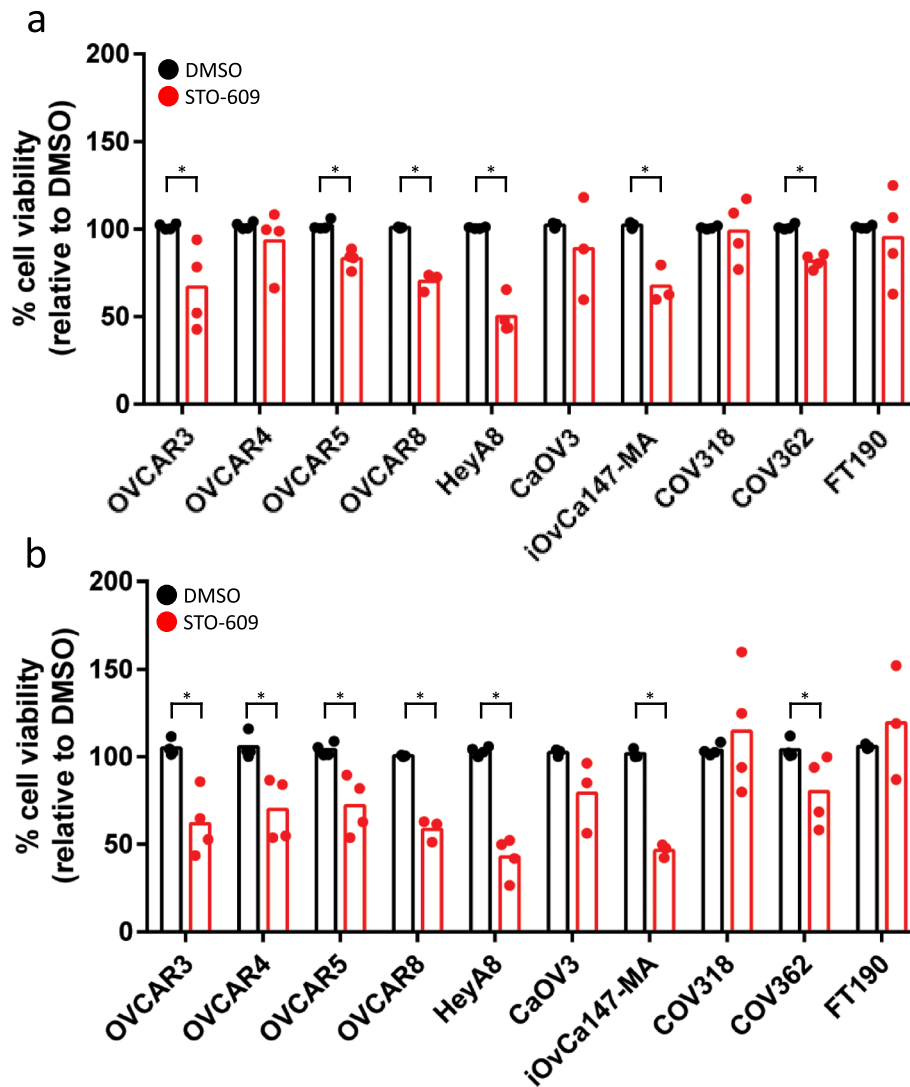 a
% cell viability
(relative to DMSO)
200
150
100
50
0
DMSO
STO-609
* * * * * *
OVCAR3 OVCAR4 OVCAR5 OVCAR8 HeyA8 CaOV3 iOvCa147-MA COV318 COV362 FT190
b
% cell viability
(relative to DMSO)
200
150
100
50
0
DMSO
STO-609
* * * * * * *
OVCAR3 OVCAR4 OVCAR5 OVCAR8 HeyA8 CaOV3 iOvCa147-MA COV318 COV362 FT190